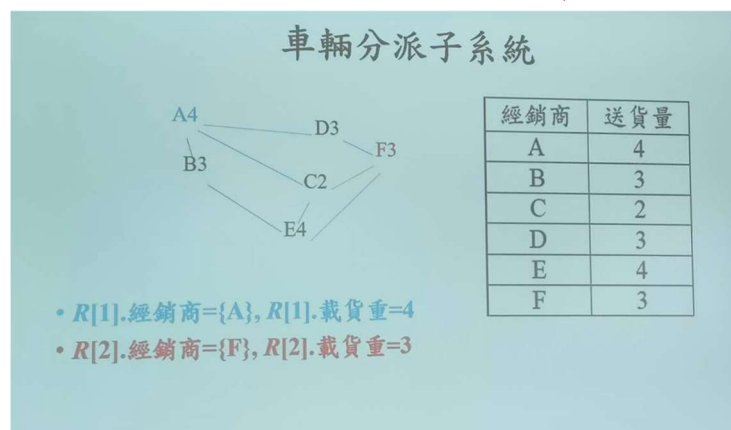 車輛分派子系統
A4
D3
F3
B3
C2
E4
經銷商 送貨量
A 4
B 3
C 2
D 3
E 4
F 3
• R[1].經銷商={A}, R[1].載貨重=4
• R[2].經銷商={F}, R[2].載貨重=3